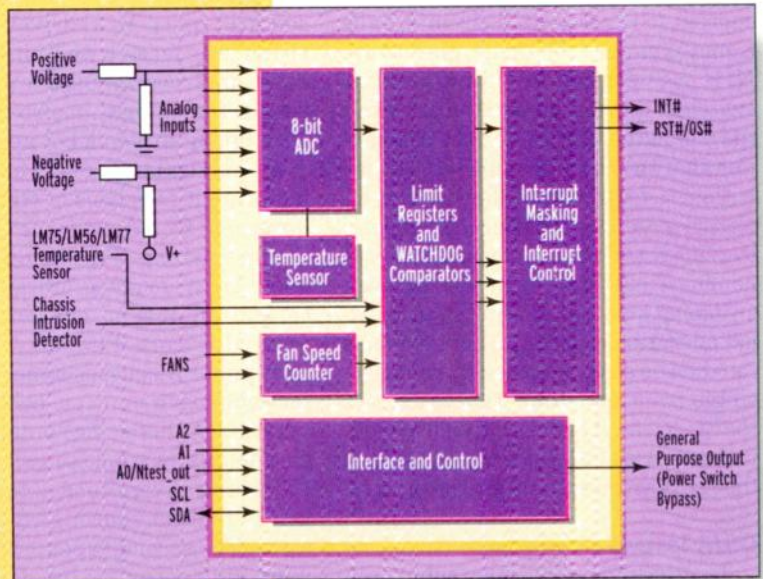 Positive
Voltage
Analog
Inputs
Negative
Voltage
LM75/LM56/LM77
Temperature
Sensor
V+
Chassis
Intrusion
Detector
FANS
8-bit
ADC
Temperature
Sensor
Fan Speed
Counter
Limit
Registers
and
WATCHDOG
Comparators
Interrupt
Masking
and
Interrupt
Control
INT#
RST#/OS#
A2
A1
A0/Ntest_out
SCL
SDA
Interface and Control
General
Purpose Output
(Power Switch
Bypass)